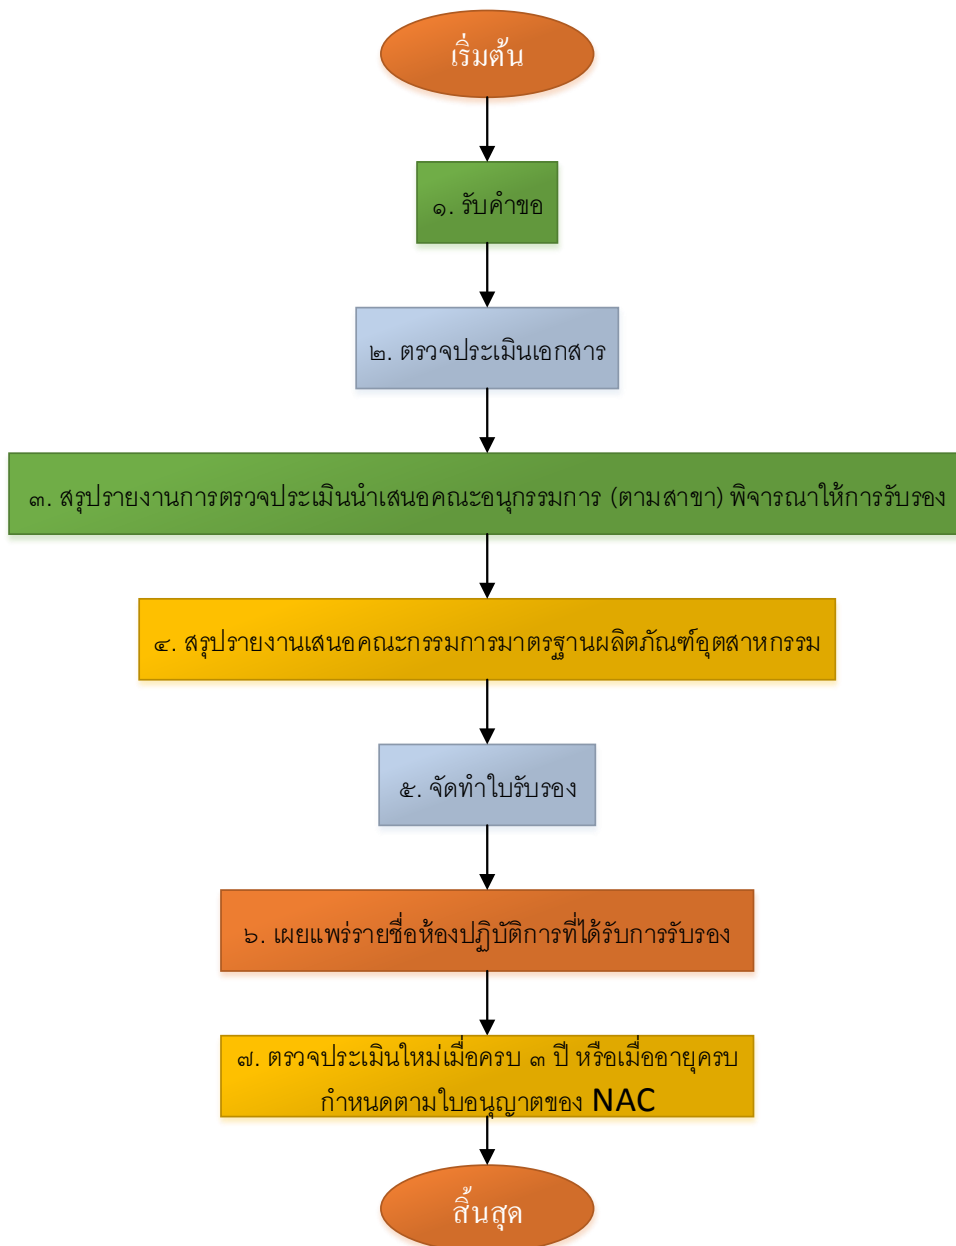 เริ่มต้น
๑. รับคำขอ
๒. ตรวจประเมินเอกสาร
๓. สรุปรายงานการตรวจประเมินนำเสนอคณะอนุกรรมการ (ตามสาขา) พิจารณาให้การรับรอง
๔. สรุปรายงานเสนอคณะกรรมการมาตรฐานผลิตภัณฑ์อุตสาหกรรม
๕. จัดทำใบรับรอง
๖. เผยแพร่รายชื่อห้องปฏิบัติการที่ได้รับการรับรอง
๗. ตรวจประเมินใหม่เมื่อครบ ๓ ปี หรือเมื่ออายุครบ
กำหนดตามใบอนุญาตของ NAC
สิ้นสุด